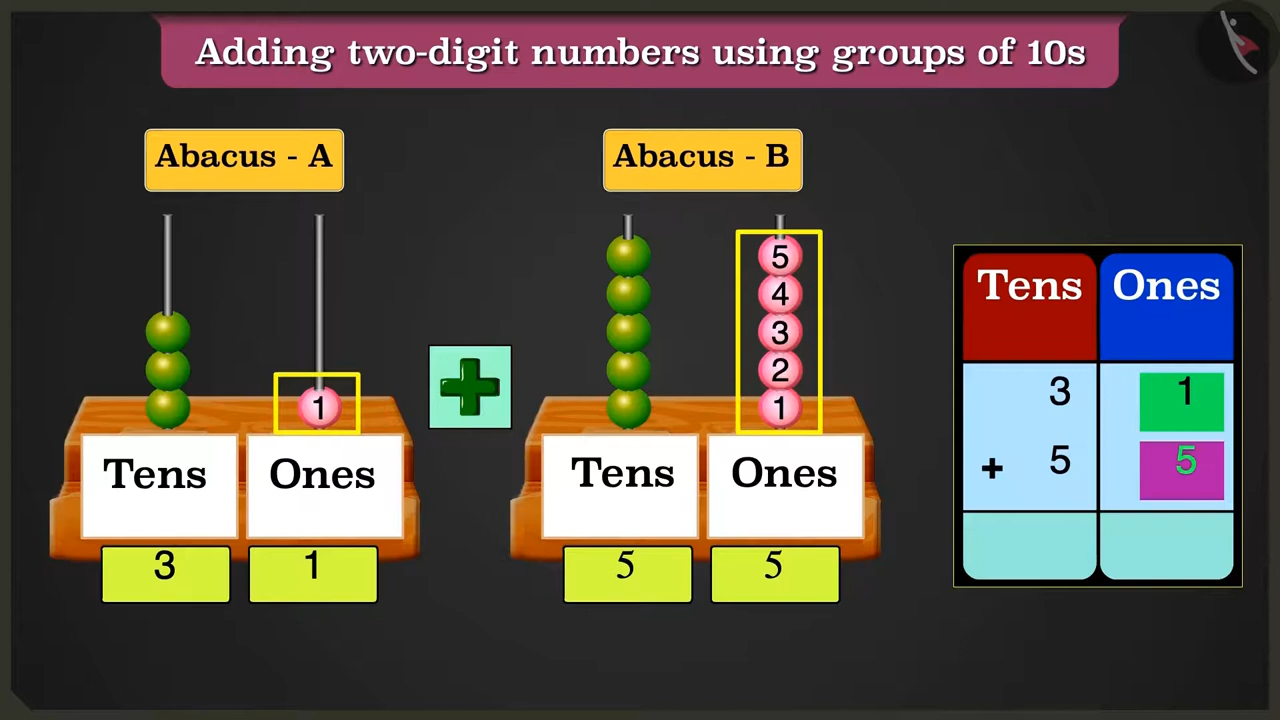 Adding two-digit numbers using groups of 10s
Abacus - A
Abacus - B
1
5
4
3
2
1
Tens Ones
3 1
+
Tens Ones
5 5
Tens Ones
3 1
+ 5 5